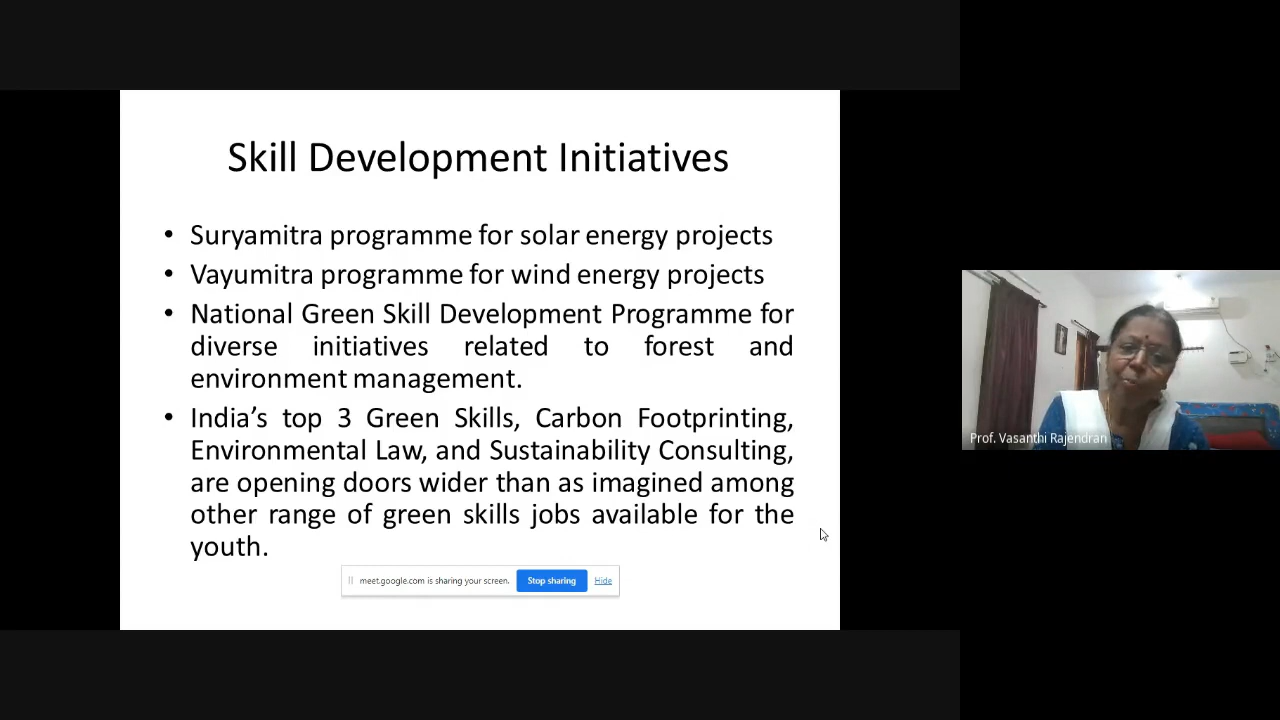 Skill Development Initiatives
• Suryamitra programme for solar energy projects
• Vayumitra programme for wind energy projects
• National Green Skill Development Programme for
diverse initiatives related to forest and
environment management.
• India's top 3 Green Skills, Carbon Footprinting,
Environmental Law, and Sustainability Consulting,
are opening doors wider than as imagined among
other range of green skills jobs available for the
youth.
meet.google.com is sharing your screen. Stop sharing Hide
Prof. Vasanthi Rajendran